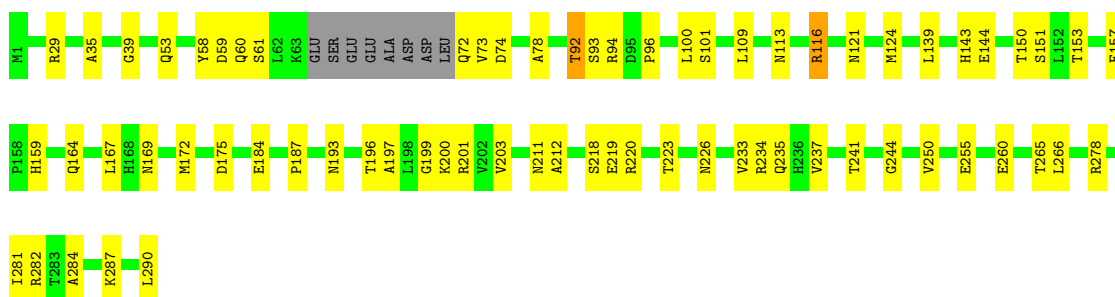 M1 R29 A35 G39 Q53 Y58 D59 Q60 S61 L62 K63 GLU SER GLU GLU ALA ASP ASP LEU Q72 V73 D74 A78 T92 S93 R94 D95 P96 L100 S101 L109 N113 R116 N121 M124 L139 H143 E144 T150 S151 L152 T153
P158 H159 Q164 L167 H168 N169 M172 D175 E184 P187 N193 T196 A197 L198 G199 K200 R201 V202 V203 N211 A212 S218 E219 R220 T223 N226 V233 R234 Q235 H236 V237 T241 G244 V250 E255 E260 T265 L266 R278
I281 R282 T283 A284 K287 L290